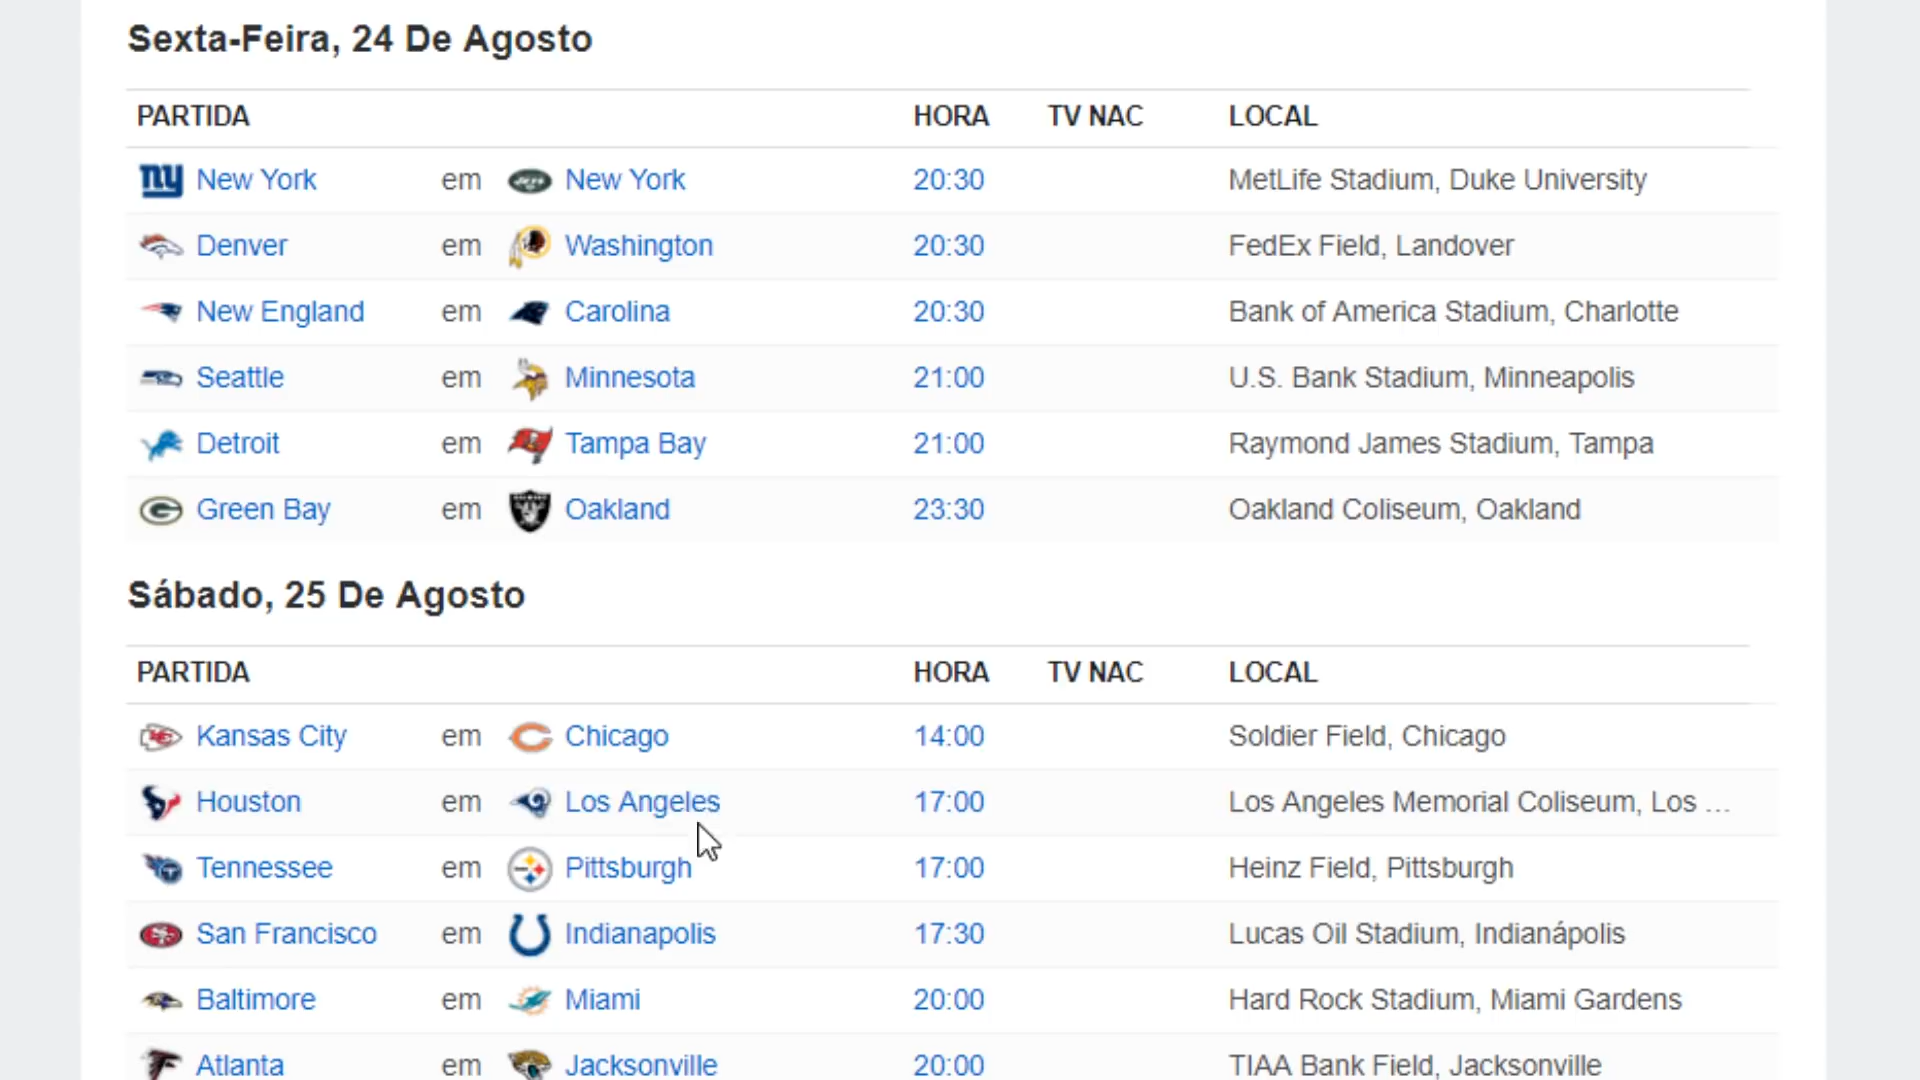 Sexta-Feira, 24 De Agosto
PARTIDA HORA TV NAC LOCAL
New York em New York 20:30 MetLife Stadium, Duke University
Denver em Washington 20:30 FedEx Field, Landover
New England em Carolina 20:30 Bank of America Stadium, Charlotte
Seattle em Minnesota 21:00 U.S. Bank Stadium, Minneapolis
Detroit em Tampa Bay 21:00 Raymond James Stadium, Tampa
Green Bay em Oakland 23:30 Oakland Coliseum, Oakland
Sábado, 25 De Agosto
PARTIDA HORA TV NAC LOCAL
Kansas City em Chicago 14:00 Soldier Field, Chicago
Houston em Los Angeles 17:00 Los Angeles Memorial Coliseum, Los ...
Tennessee em Pittsburgh 17:00 Heinz Field, Pittsburgh
San Francisco em Indianapolis 17:30 Lucas Oil Stadium, Indianápolis
Baltimore em Miami 20:00 Hard Rock Stadium, Miami Gardens
Atlanta em Jacksonville 20:00 TIAA Bank Field, Jacksonville